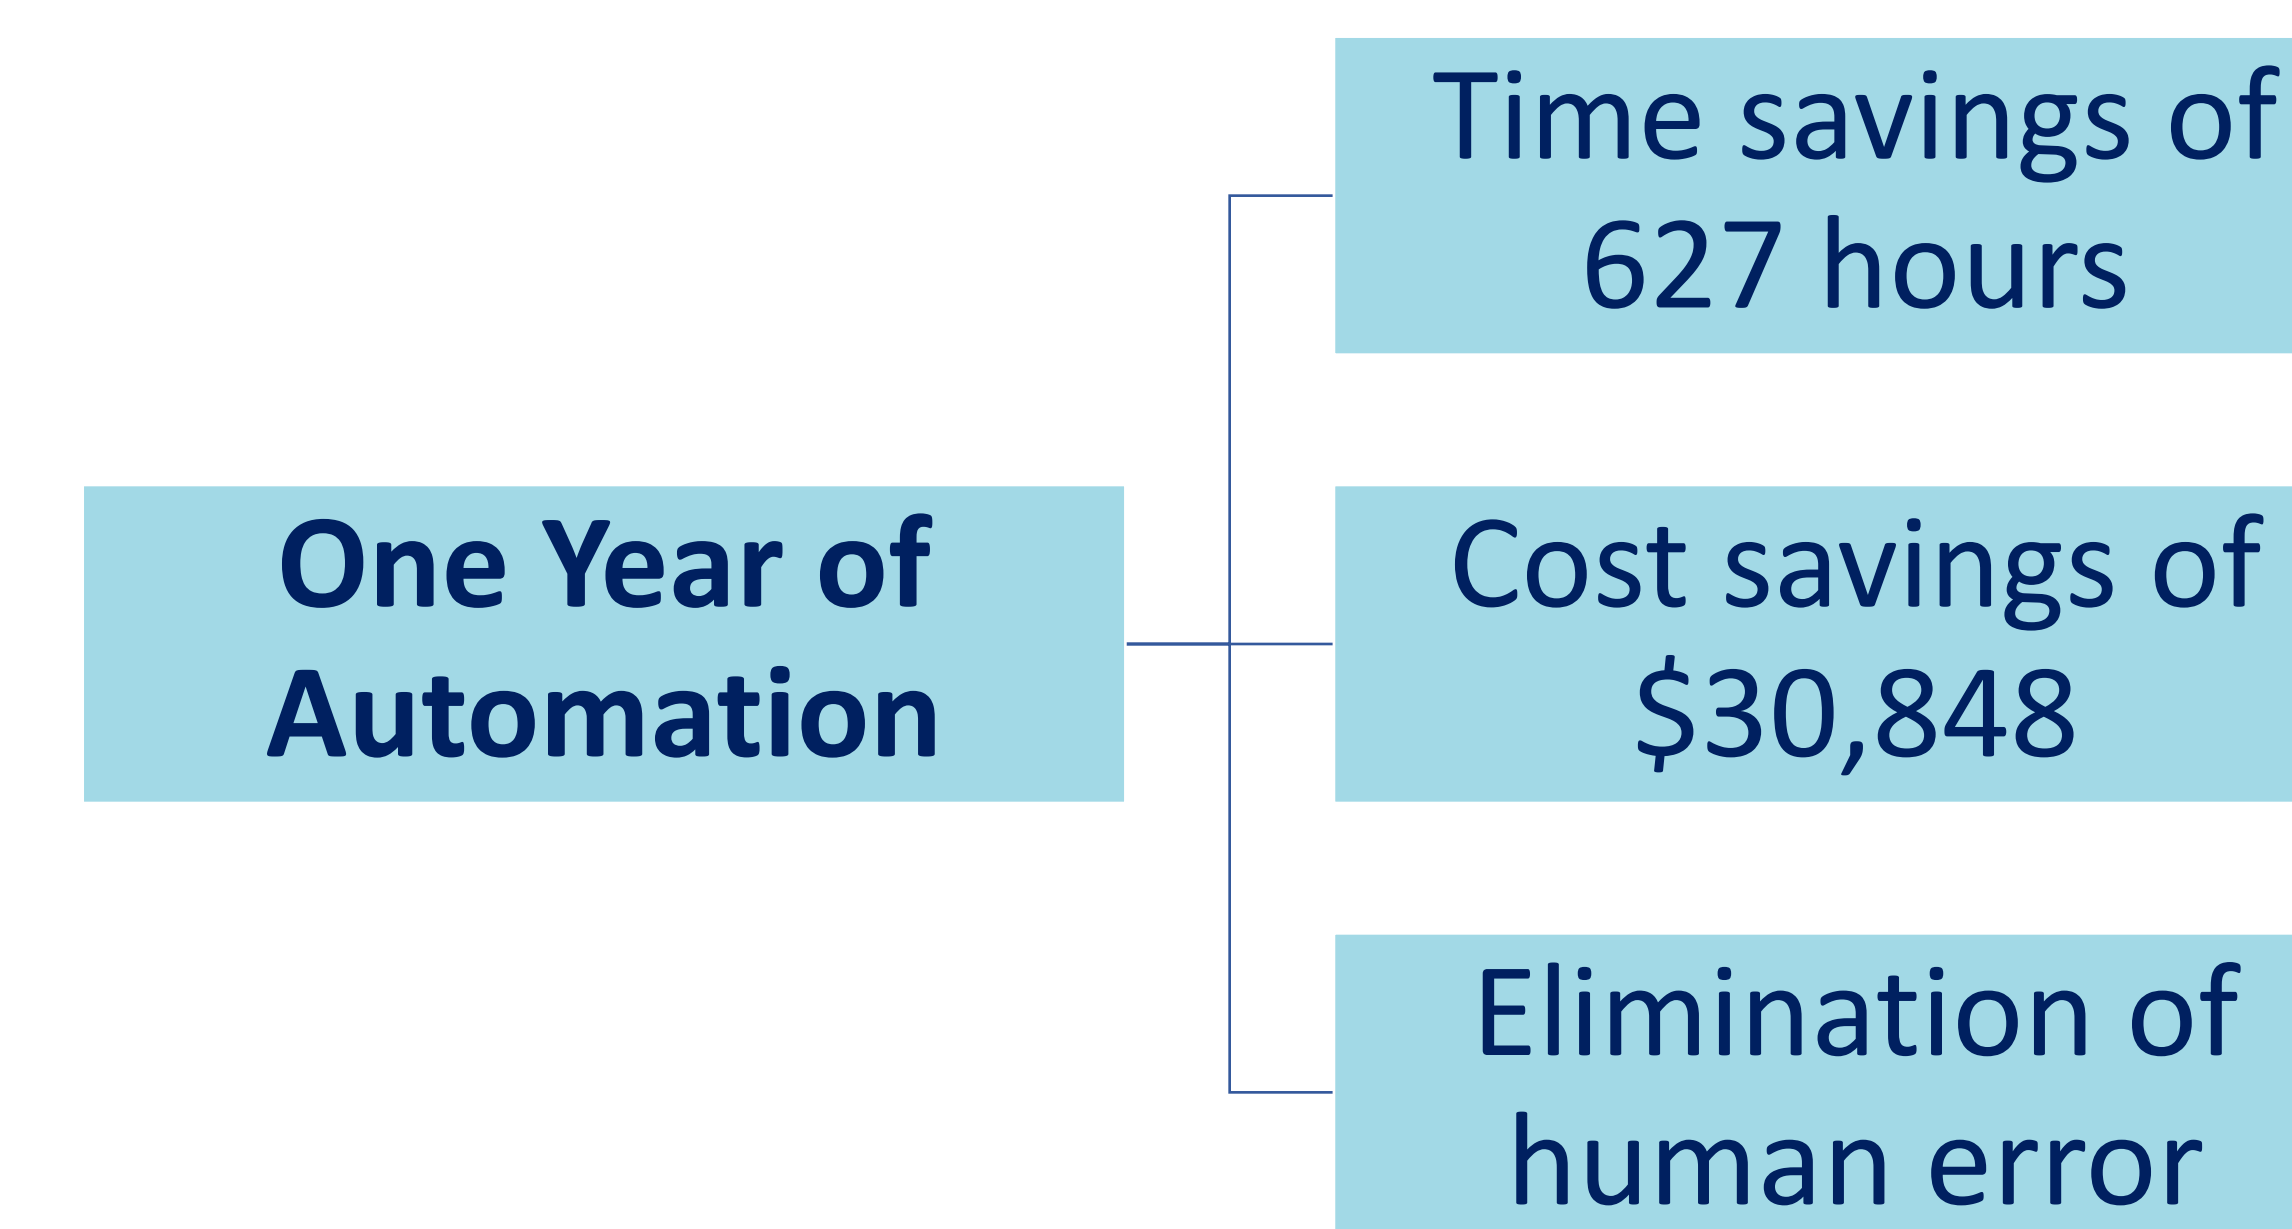 One Year of
Automation
Time savings of
627 hours
Cost savings of
$30,848
Elimination of
human error